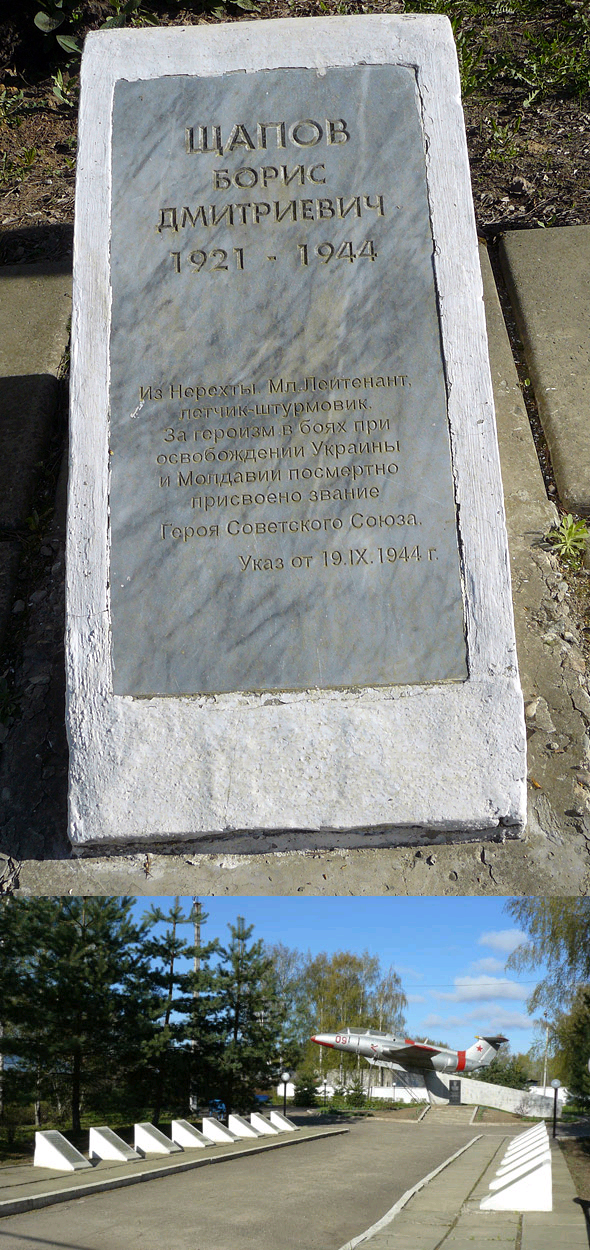 ЩАПОВ
БОРИС
ДМИТРИЕВИЧ
1921 - 1944
Из Нерехты. Мл.Лейтенант,
летчик-штурмовик.
За героизм в боях при
освобождении Украины
и Молдавии посмертно
присвоено звание
Героя Советского Союза.
Указ от 19.IX.1944 г.
091